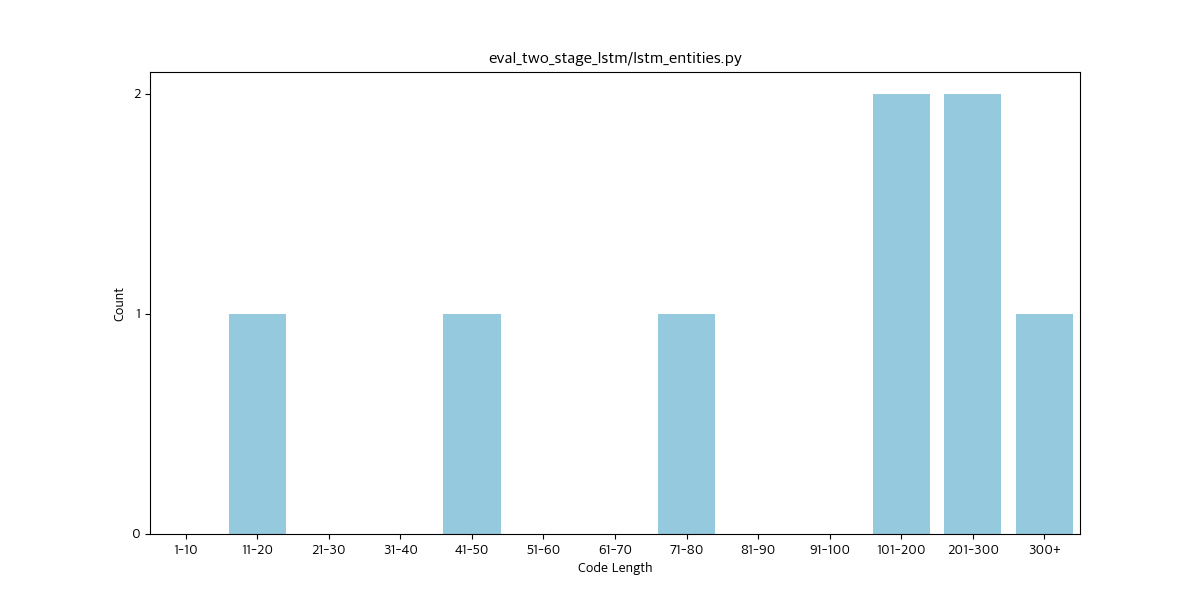 eval_two_stage_lstm/lstm_entities.py
2
1
0
Count
1-10 11-20 21-30 31-40 41-50 51-60 61-70 71-80 81-90 91-100 101-200 201-300 300+
Code Length